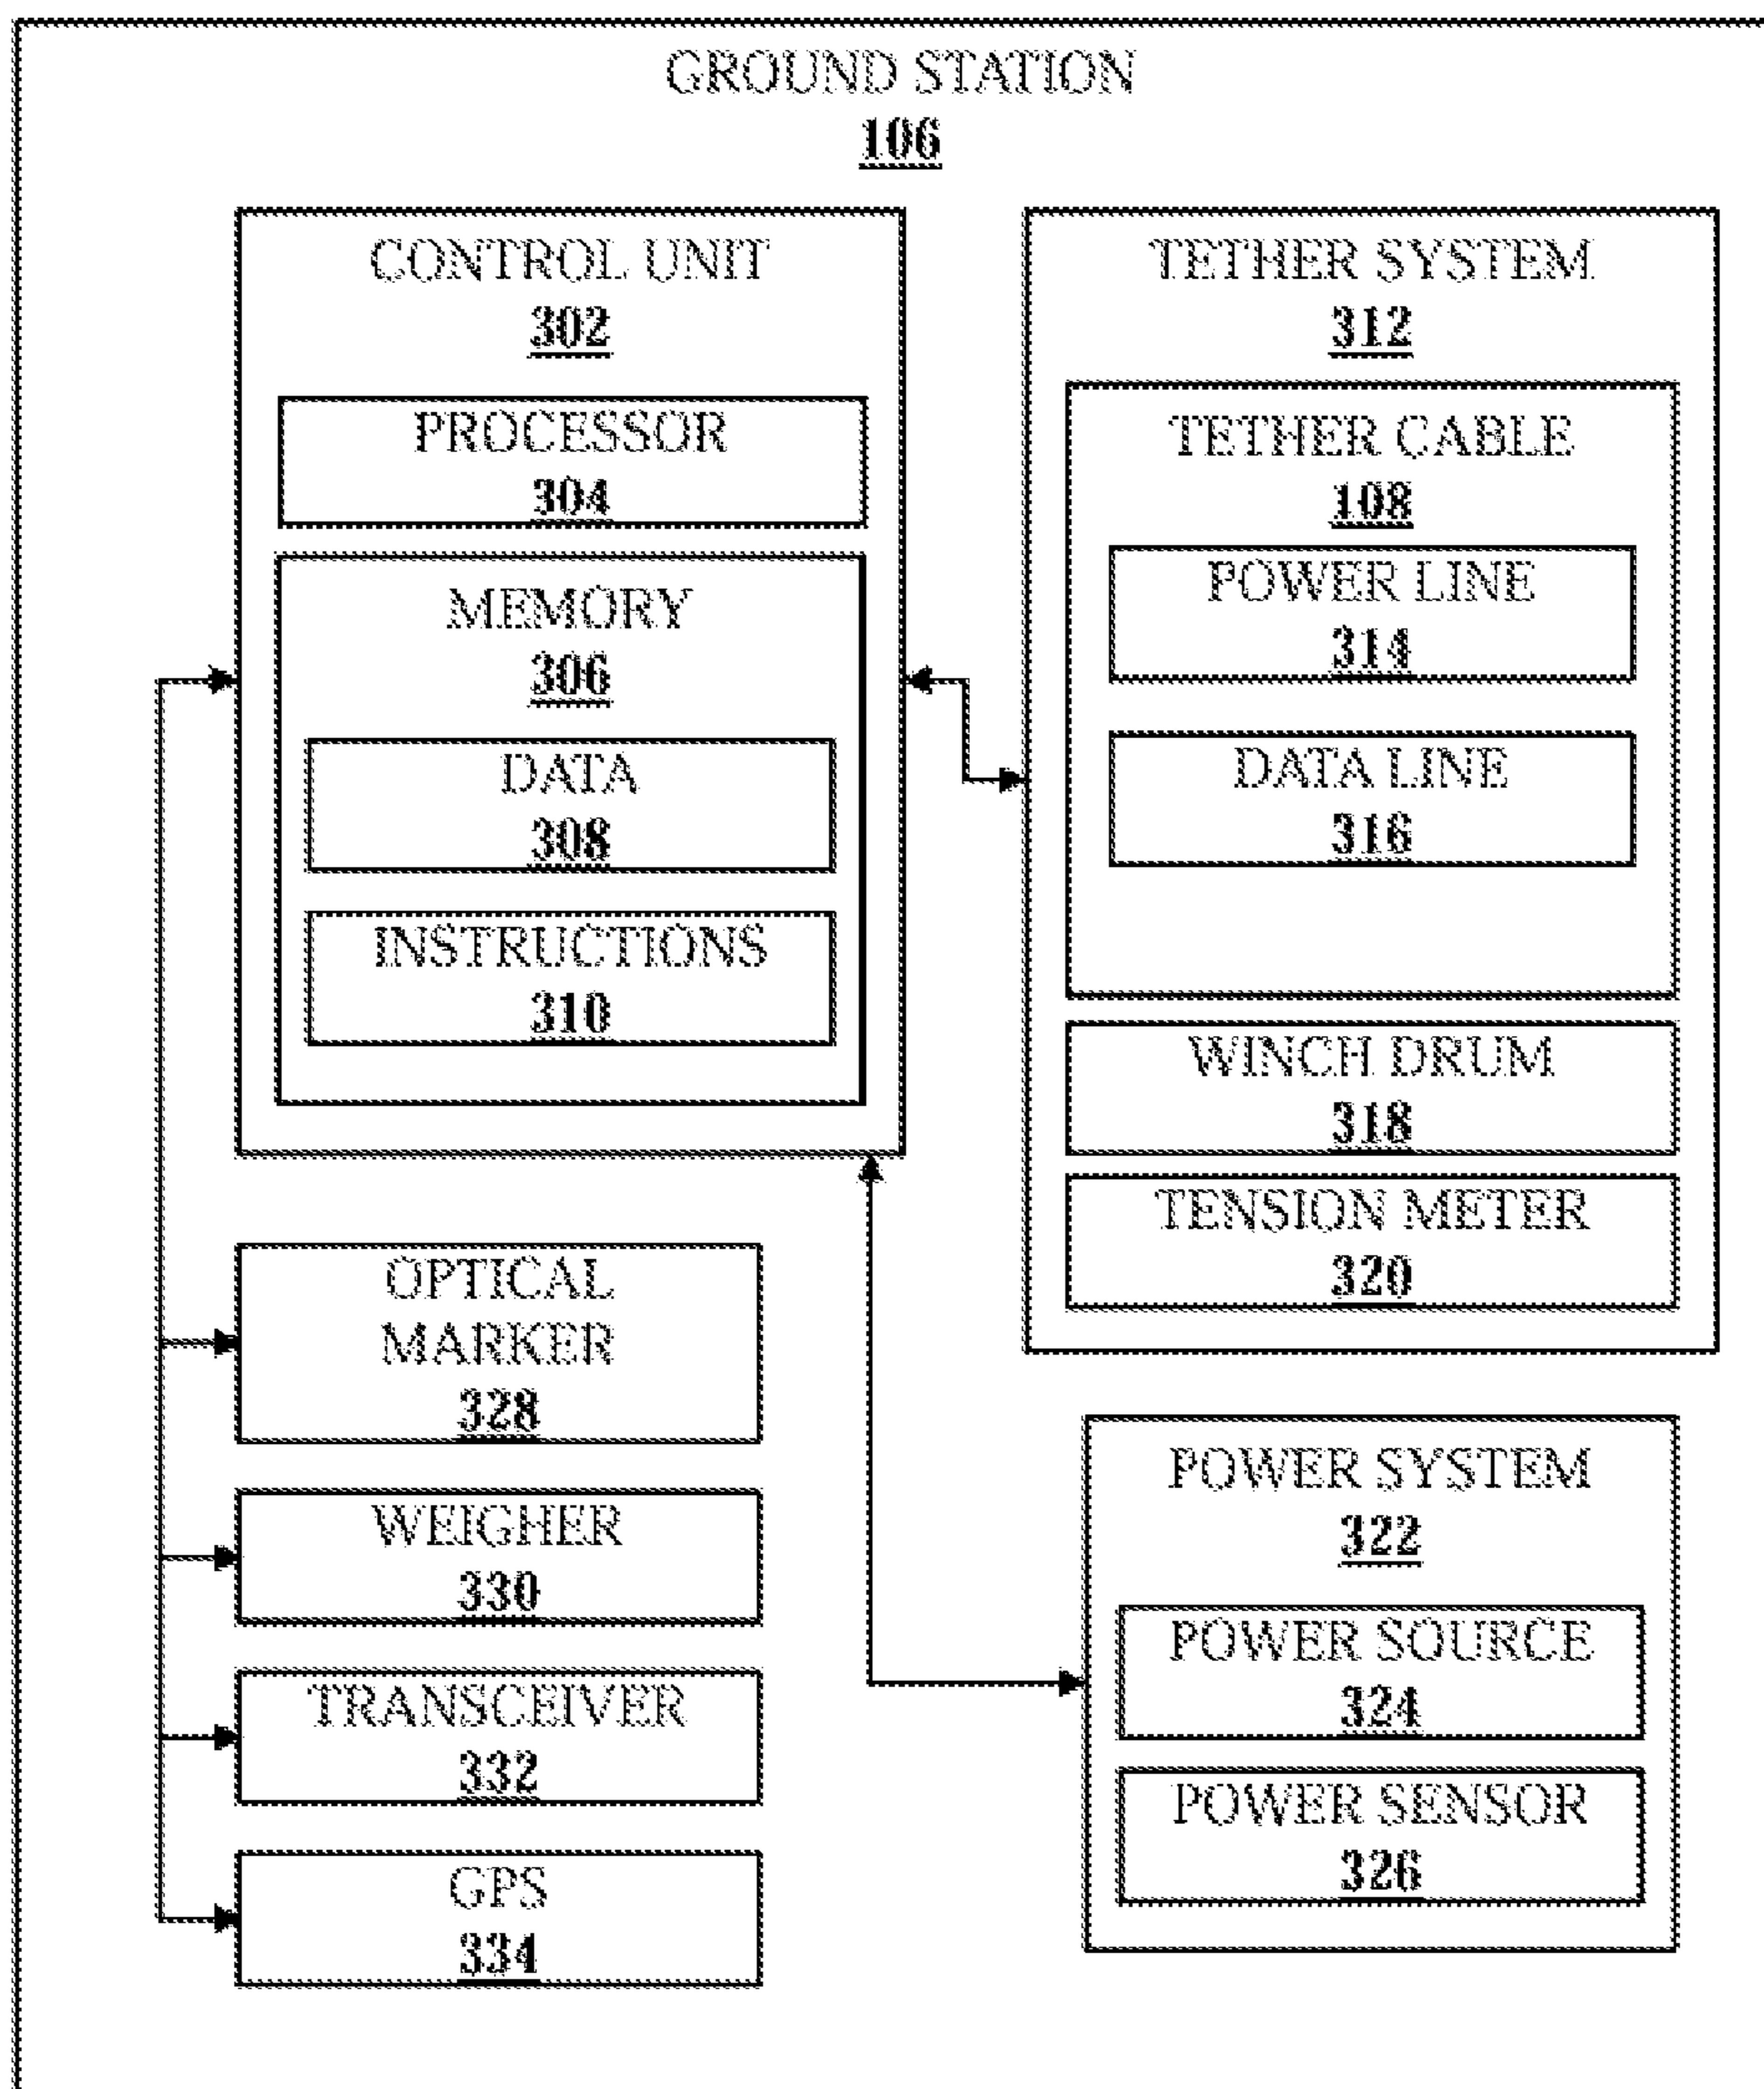 GROUND STATION
106
CONTROL UNIT
302
PROCESSOR
304
MEMORY
306
DATA
308
INSTRUCTIONS
310
TETHER SYSTEM
312
TETHER CABLE
108
POWER LINE
314
DATA LINE
316
WINCH DRUM
318
TENSION METER
320
OPTICAL
MARKER
328
WEIGHER
330
TRANSCEIVER
332
GPS
334
POWER SYSTEM
322
POWER SOURCE
324
POWER SENSOR
326